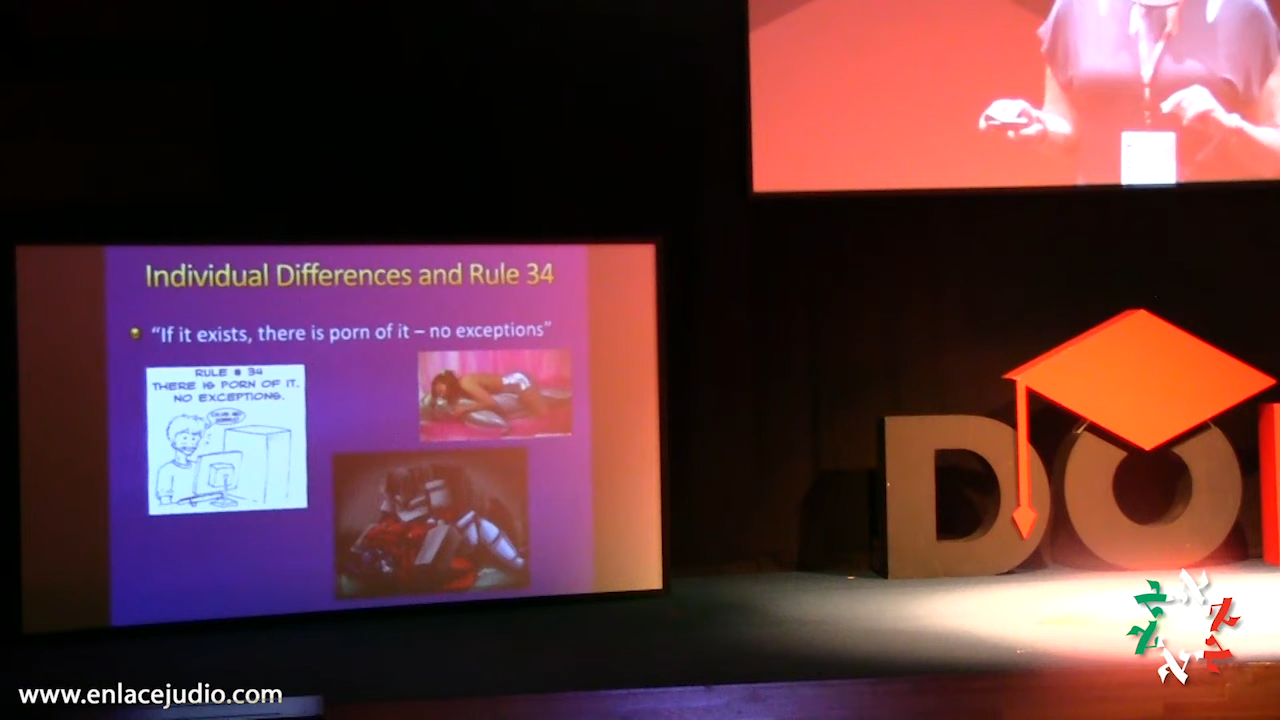 Individual Differences and Rule 34
“If it exists, there is porn of it – no exceptions”
RULE # 34
THERE IS PORN OF IT.
NO EXCEPTIONS.
DO
www.enlacejudio.com